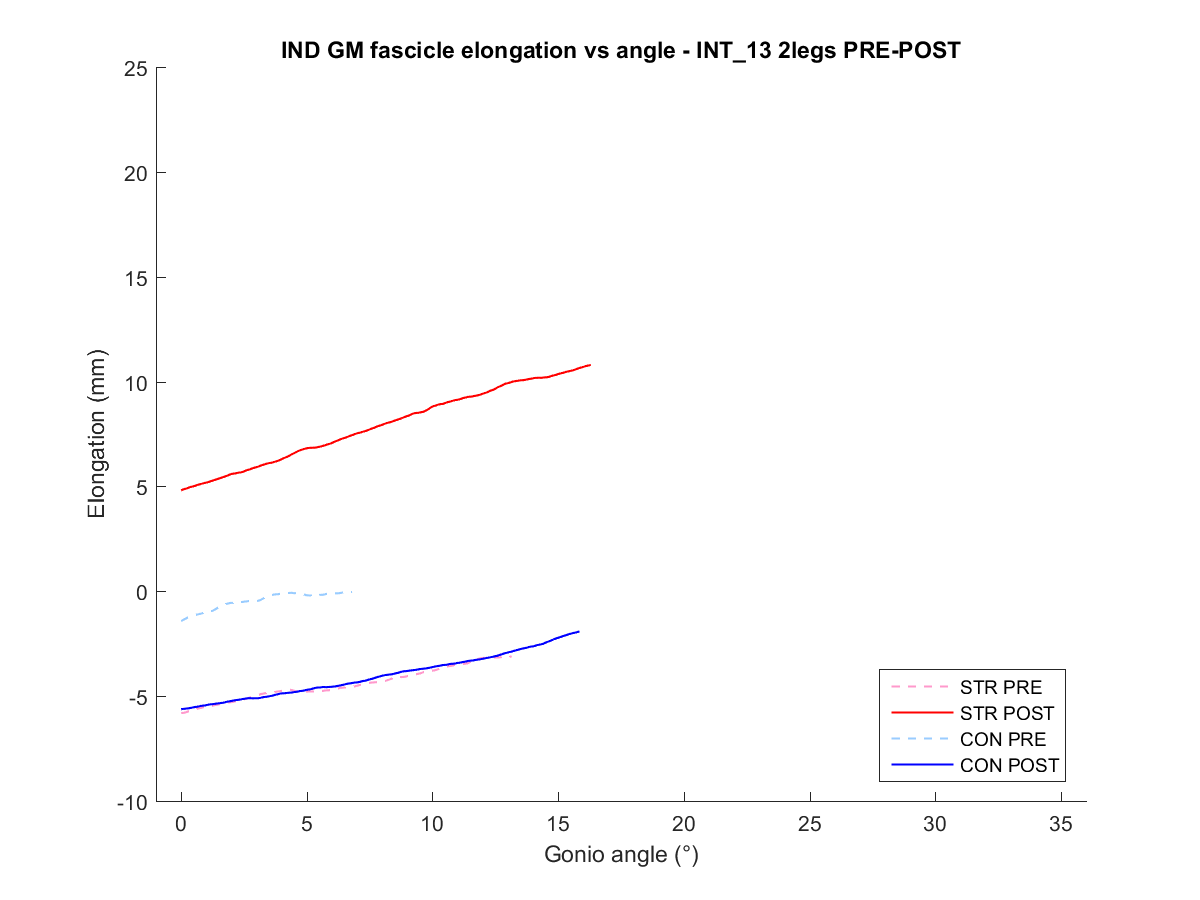 IND GM fascicle elongation vs angle - INT_13 2legs PRE-POST
25
20
15
10
5
0
-5
-10
Elongation (mm)
0 5 10 15 20 25 30 35
Gonio angle (°)
STR PRE
STR POST
CON PRE
CON POST